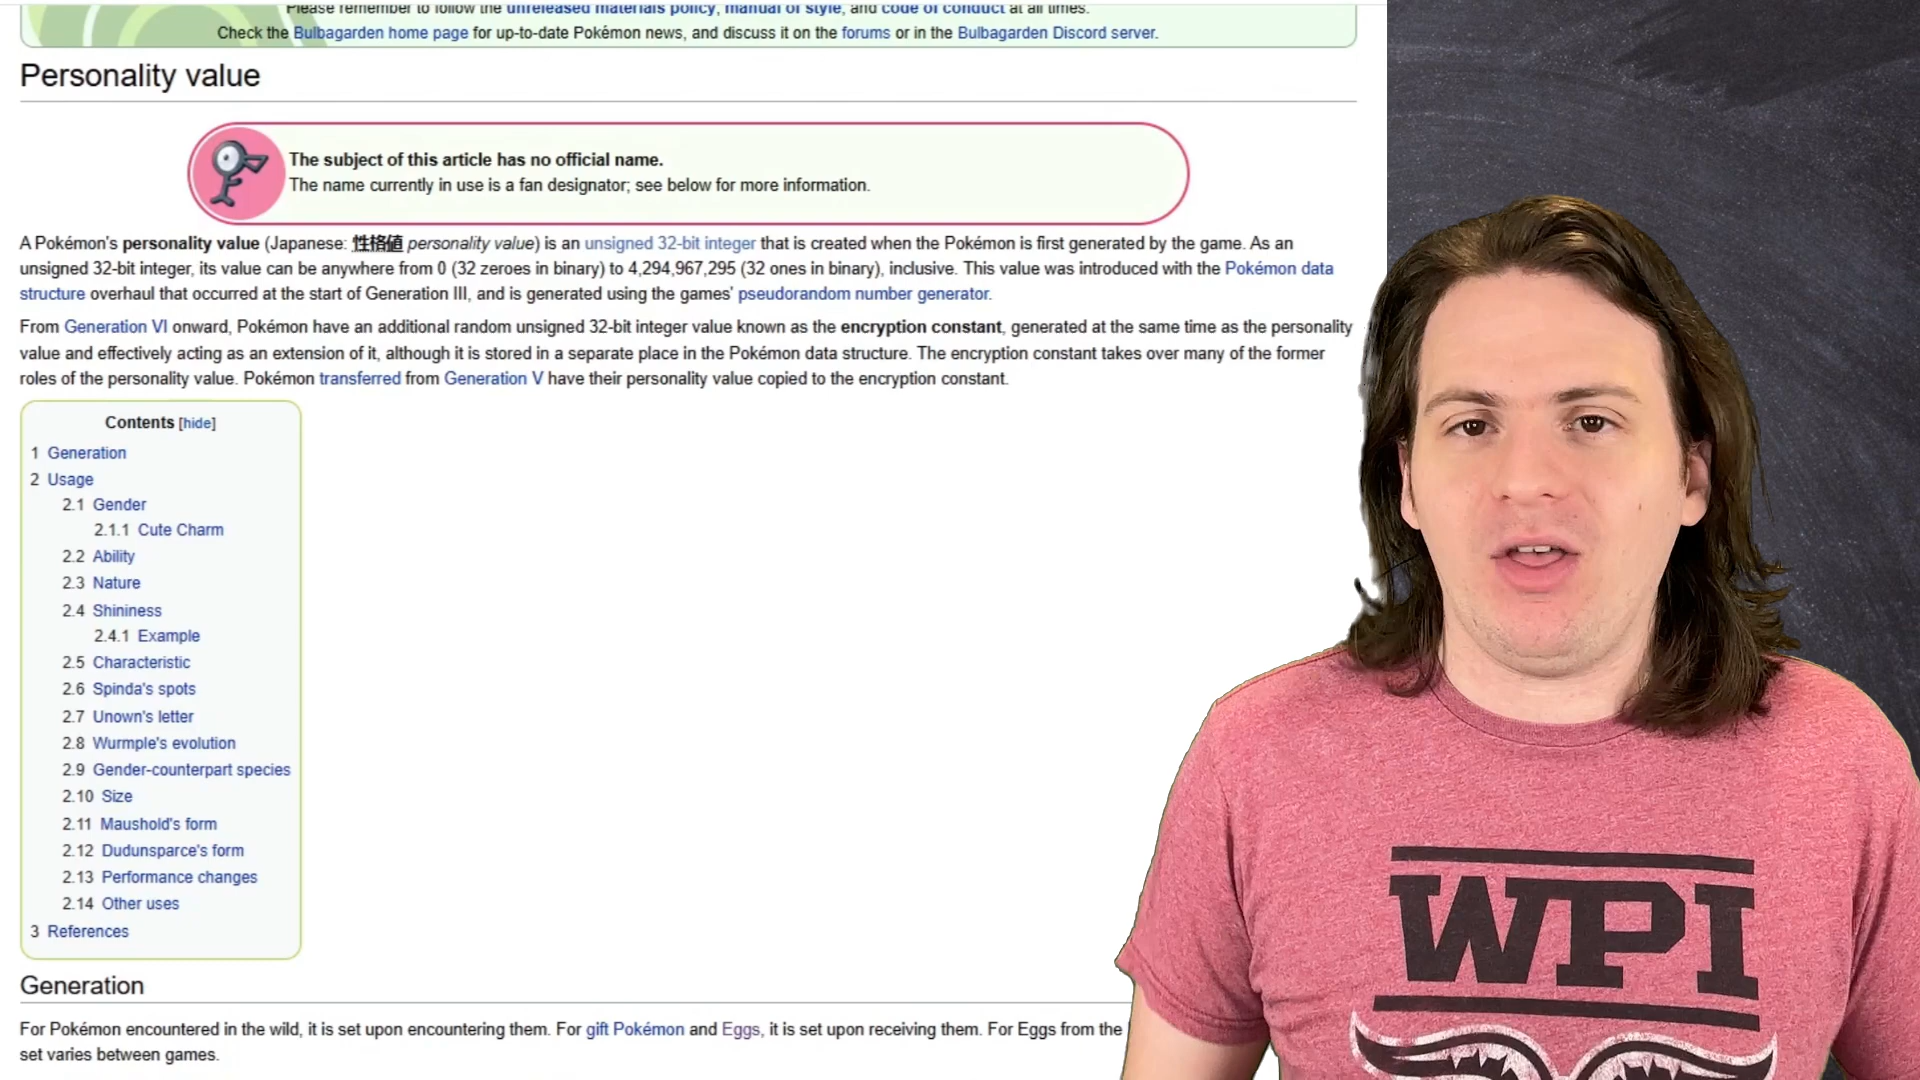 Please remember to follow the unreleased materials policy, manual of style, and code of conduct at all times.
Check the Bulbagarden home page for up-to-date Pokémon news, and discuss it on the forums or in the Bulbagarden Discord server.
Personality value
The subject of this article has no official name.
The name currently in use is a fan designator; see below for more information.
A Pokémon's personality value (Japanese: 性格値 personality value) is an unsigned 32-bit integer that is created when the Pokémon is first generated by the game. As an
unsigned 32-bit integer, its value can be anywhere from 0 (32 zeroes in binary) to 4,294,967,295 (32 ones in binary), inclusive. This value was introduced with the Pokémon data
structure overhaul that occurred at the start of Generation III, and is generated using the games' pseudorandom number generator.
From Generation VI onward, Pokémon have an additional random unsigned 32-bit integer value known as the encryption constant, generated at the same time as the personality
value and effectively acting as an extension of it, although it is stored in a separate place in the Pokémon data structure. The encryption constant takes over many of the former
roles of the personality value. Pokémon transferred from Generation V have their personality value copied to the encryption constant.
Contents [hide]
1 Generation
2 Usage
2.1 Gender
2.1.1 Cute Charm
2.2 Ability
2.3 Nature
2.4 Shininess
2.4.1 Example
2.5 Characteristic
2.6 Spinda's spots
2.7 Unown's letter
2.8 Wurmple's evolution
2.9 Gender-counterpart species
2.10 Size
2.11 Maushold's form
2.12 Dudunsparce's form
2.13 Performance changes
2.14 Other uses
3 References
Generation
For Pokémon encountered in the wild, it is set upon encountering them. For gift Pokémon and Eggs, it is set upon receiving them. For Eggs from the
set varies between games.
WPI